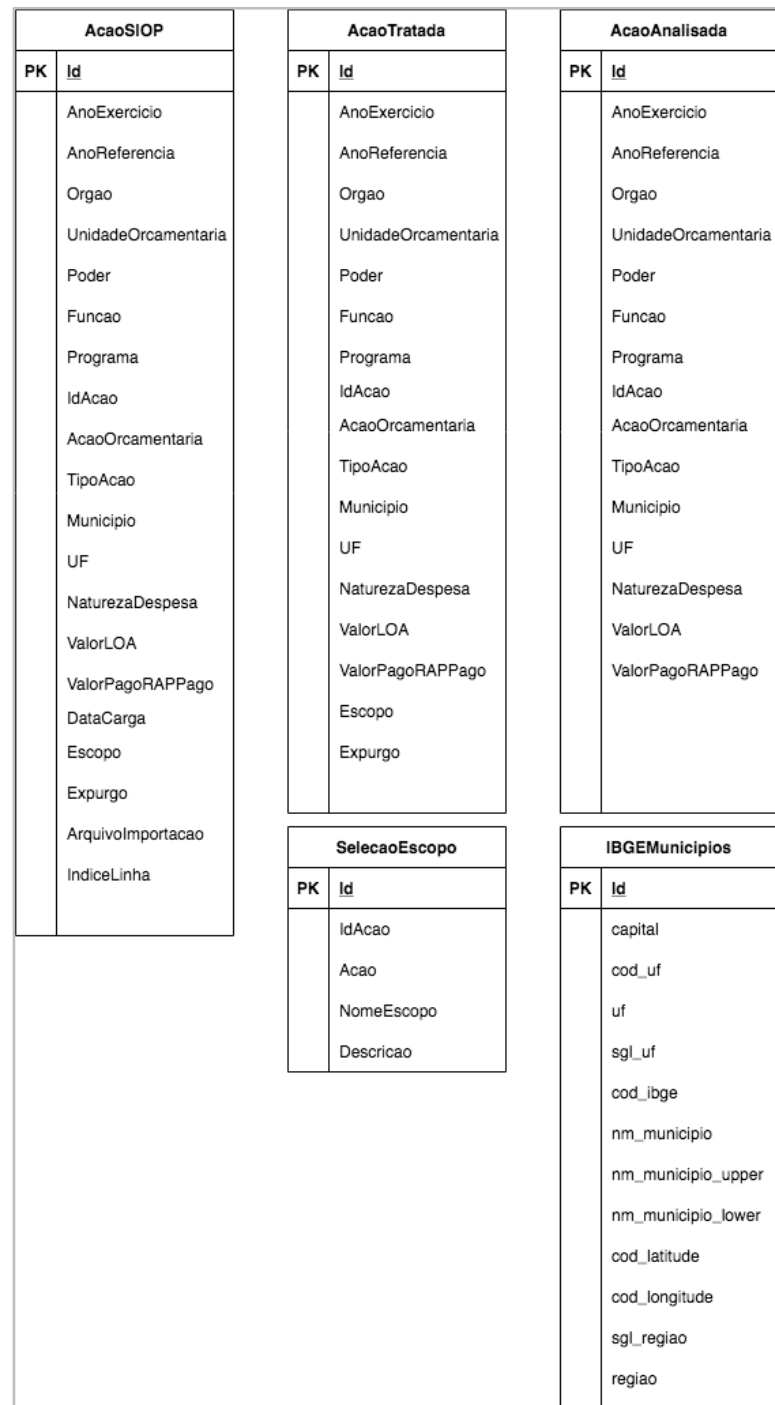 AcaoSIOP
PK Id
AnoExercicio
AnoReferencia
Orgao
UnidadeOrcamentaria
Poder
Funcao
Programa
IdAcao
AcaoOrcamentaria
TipoAcao
Municipio
UF
NaturezaDespesa
ValorLOA
ValorPagoRAPPago
DataCarga
Escopo
Expurgo
ArquivoImportacao
IndiceLinha
AcaoTratada
PK Id
AnoExercicio
AnoReferencia
Orgao
UnidadeOrcamentaria
Poder
Funcao
Programa
IdAcao
AcaoOrcamentaria
TipoAcao
Municipio
UF
NaturezaDespesa
ValorLOA
ValorPagoRAPPago
Escopo
Expurgo
AcaoAnalisada
PK Id
AnoExercicio
AnoReferencia
Orgao
UnidadeOrcamentaria
Poder
Funcao
Programa
IdAcao
AcaoOrcamentaria
TipoAcao
Municipio
UF
NaturezaDespesa
ValorLOA
ValorPagoRAPPago
SelecaoEscopo
PK Id
IdAcao
Acao
NomeEscopo
Descricao
IBGEMunicipios
PK Id
capital
cod_uf
uf
sgl_uf
cod_ibge
nm_municipio
nm_municipio_upper
nm_municipio_lower
cod_latitude
cod_longitude
sgl_regiao
regiao